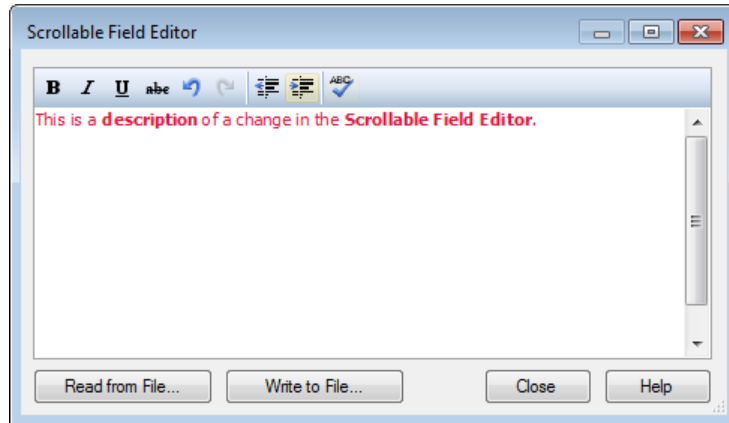 Scrollable Field Editor
B I U abc ABC
This is a description of a change in the Scrollable Field Editor.
Read from File... Write to File... Close Help